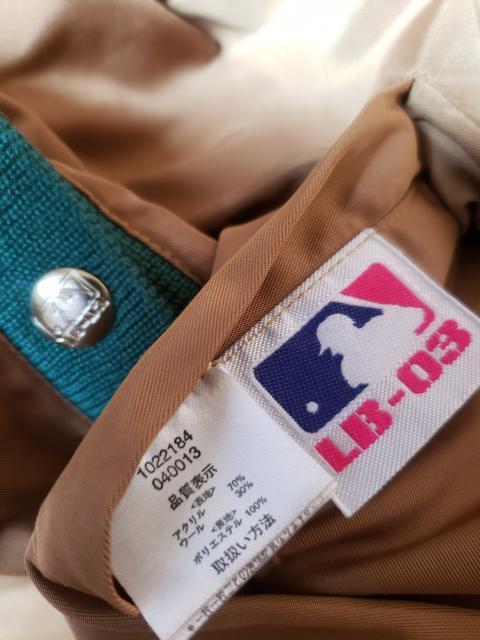 LB-03
1022184
040013
品質表示
<表地>
アクリル 70%
ウール 30%
<裏地>
ポリエステル 100%
取扱い方法